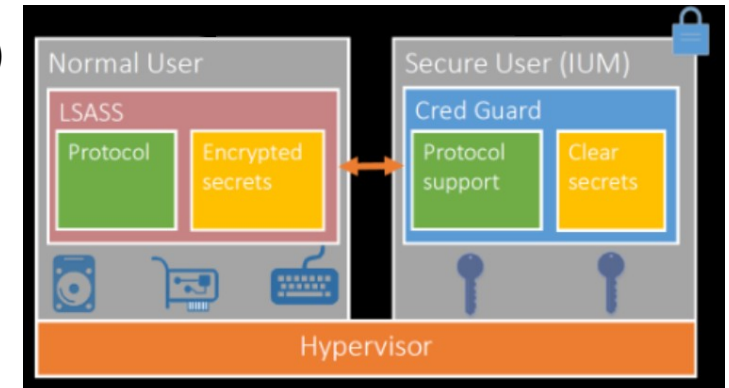 )
Normal User
LSASS
Protocol
Encrypted
secrets
Secure User (IUM)
Cred Guard
Protocol
support
Clear
secrets
Hypervisor